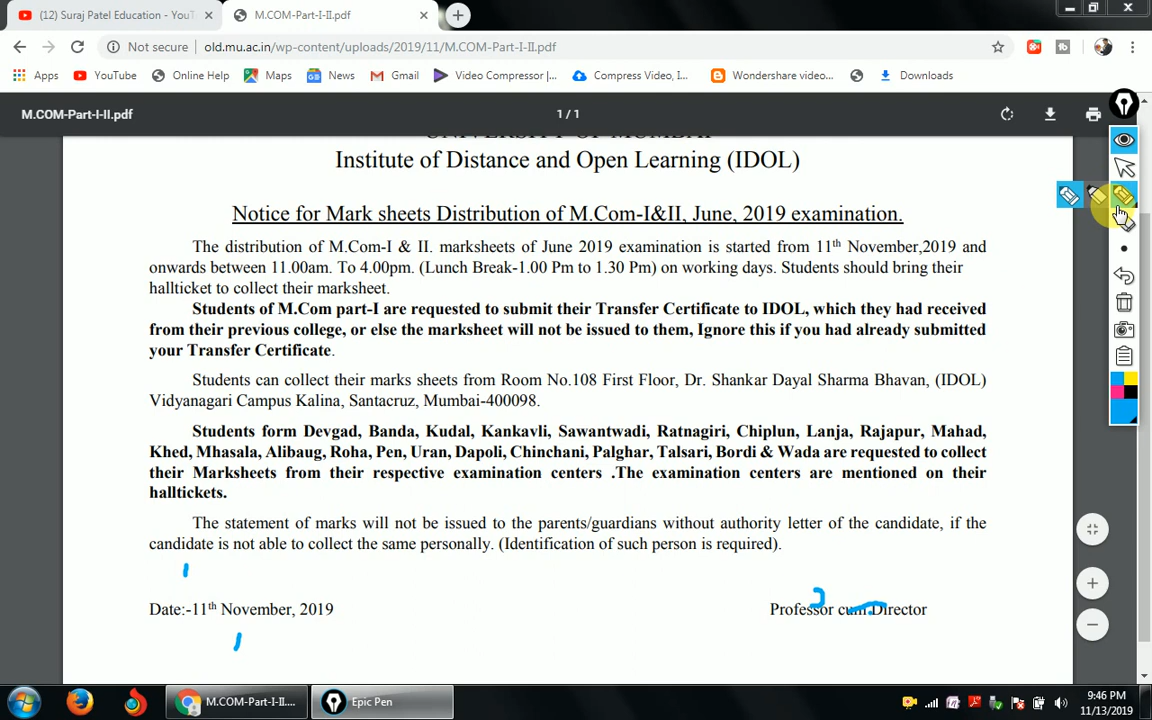 (12) Suraj Patel Education - YouT
M.COM-Part-I-II.pdf
Not secure
old.mu.ac.in/wp-content/uploads/2019/11/M.COM-Part-I-II.pdf
Apps YouTube Online Help Maps News Gmail Video Compressor |... Compress Video, I... Wondershare video... Downloads
M.COM-Part-I-II.pdf 1 / 1
UNIVERSITY OF MUMBAI
Institute of Distance and Open Learning (IDOL)
Notice for Mark sheets Distribution of M.Com-I&II, June, 2019 examination.
The distribution of M.Com-I & II. marksheets of June 2019 examination is started from 11th November,2019 and
onwards between 11.00am. To 4.00pm. (Lunch Break-1.00 Pm to 1.30 Pm) on working days. Students should bring their
hallticket to collect their marksheet.
Students of M.Com part-I are requested to submit their Transfer Certificate to IDOL, which they had received
from their previous college, or else the marksheet will not be issued to them, Ignore this if you had already submitted
your Transfer Certificate.
Students can collect their marks sheets from Room No.108 First Floor, Dr. Shankar Dayal Sharma Bhavan, (IDOL)
Vidyanagari Campus Kalina, Santacruz, Mumbai-400098.
Students form Devgad, Banda, Kudal, Kankavli, Sawantwadi, Ratnagiri, Chiplun, Lanja, Rajapur, Mahad,
Khed, Mhasala, Alibaug, Roha, Pen, Uran, Dapoli, Chinchani, Palghar, Talsari, Bordi & Wada are requested to collect
their Marksheets from their respective examination centers .The examination centers are mentioned on their
halltickets.
The statement of marks will not be issued to the parents/guardians without authority letter of the candidate, if the
candidate is not able to collect the same personally. (Identification of such person is required).
Date:-11th November, 2019
Professor cum Director
M.COM-Part-I-II....
Epic Pen
9:46 PM
11/13/2019